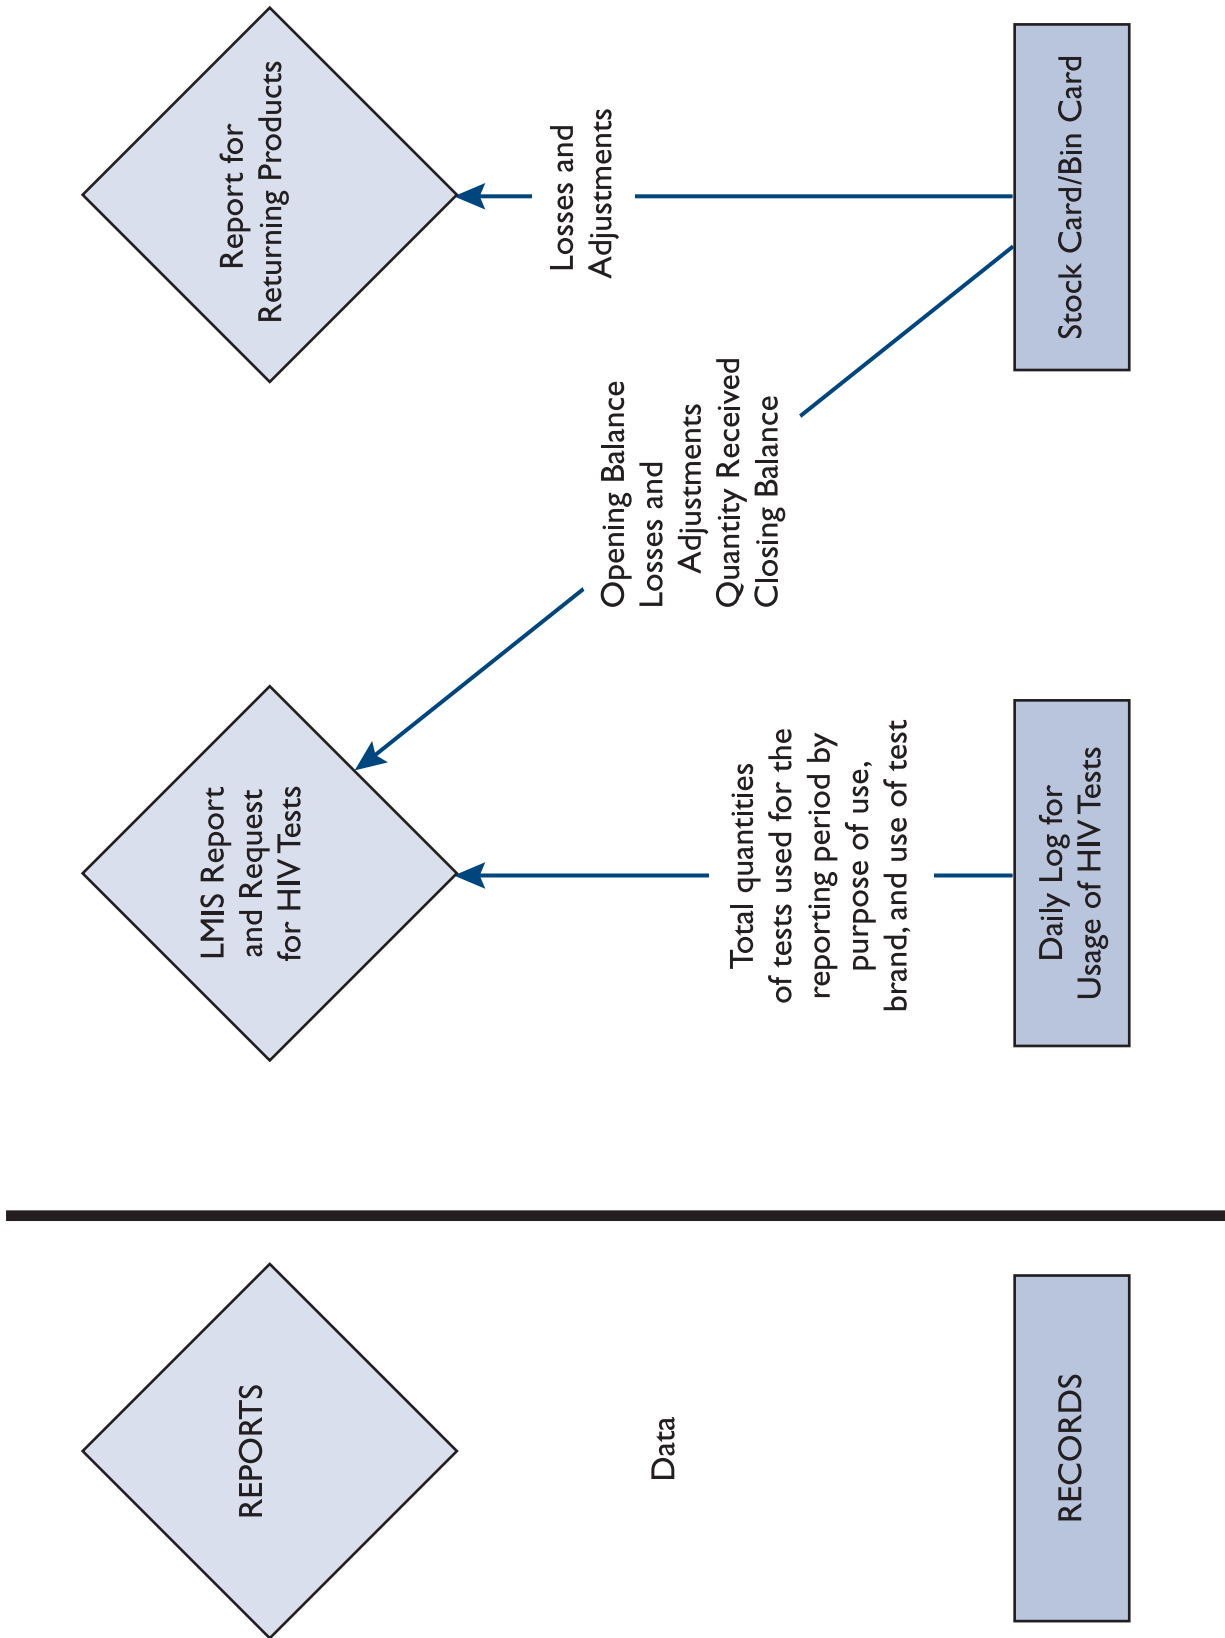 REPORTS
Data
RECORDS
LMIS Report
and Request
for HIV Tests
Total quantities
of tests used for the
reporting period by
purpose of use,
brand, and use of test
Daily Log for
Usage of HIV Tests
Opening Balance
Losses and
Adjustments
Quantity Received
Closing Balance
Report for
Returning Products
Losses and
Adjustments
Stock Card/Bin Card